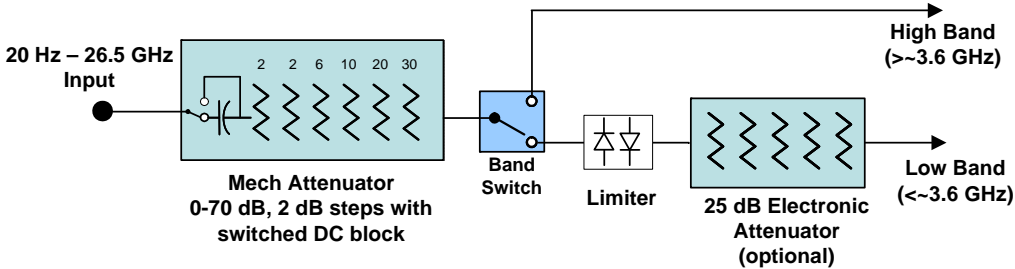 20 Hz – 26.5 GHz
Input
2 2 6 10 20 30
Mech Attenuator
0-70 dB, 2 dB steps with
switched DC block
Band
Switch
Limiter
25 dB Electronic
Attenuator
(optional)
High Band
(>~3.6 GHz)
Low Band
(<~3.6 GHz)